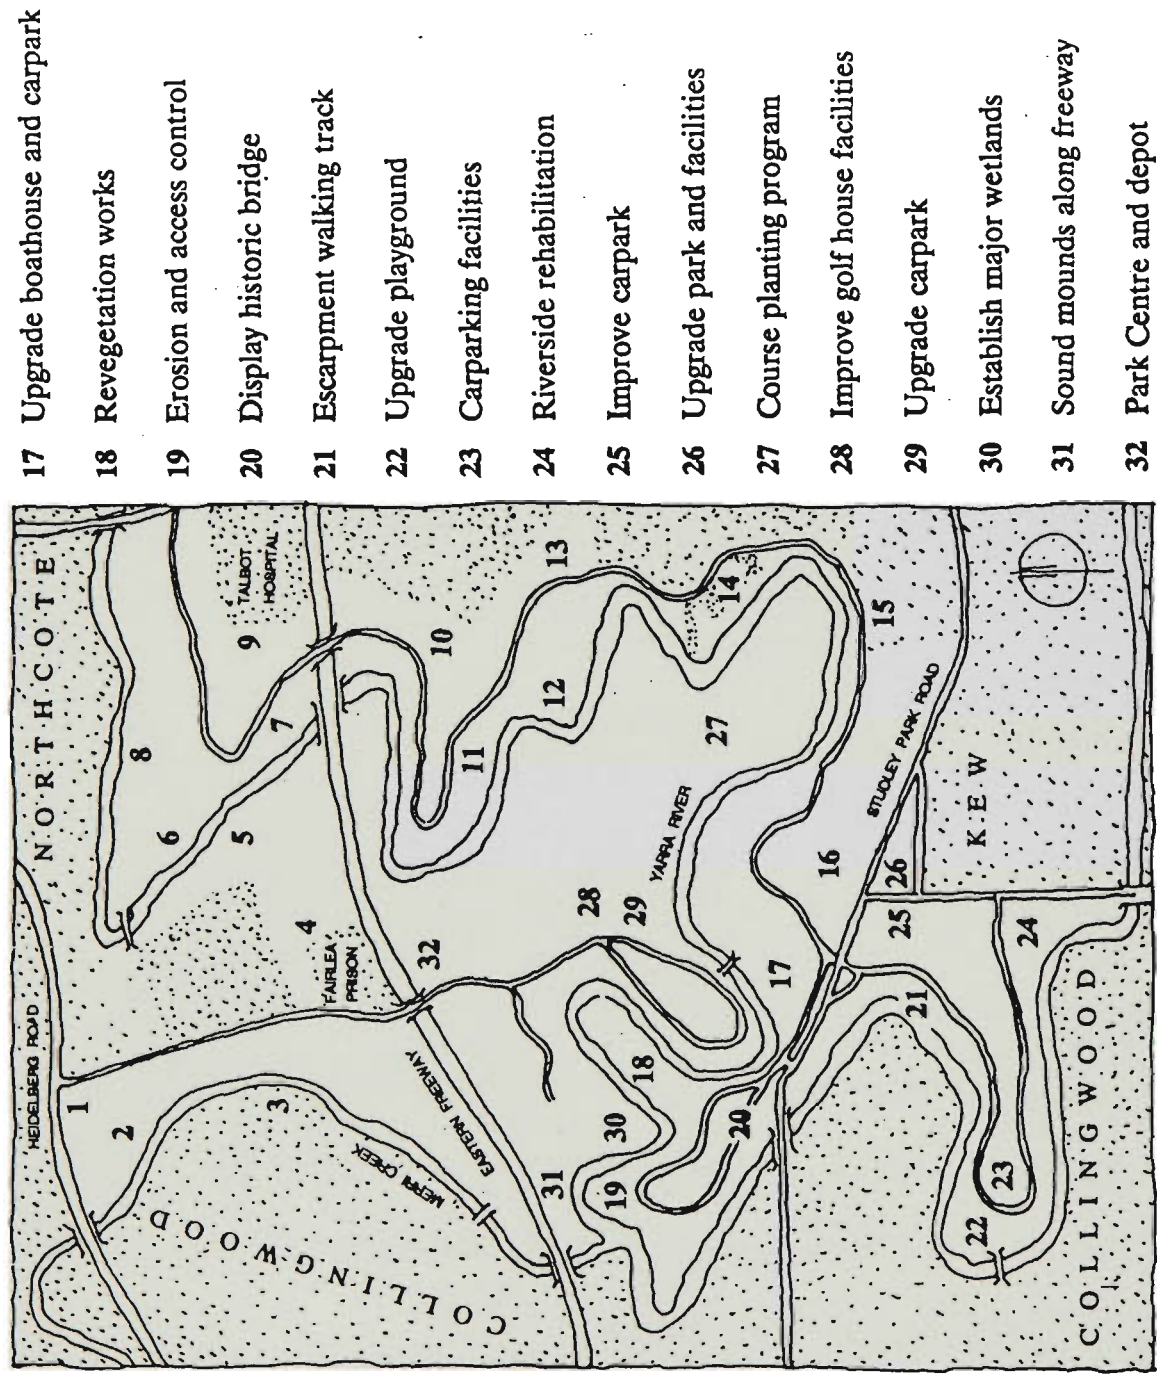 17 Upgrade boathouse and carpark
18 Revegetation works
19 Erosion and access control
20 Display historic bridge
21 Escarpment walking track
22 Upgrade playground
23 Carparking facilities
24 Riverside rehabilitation
25 Improve carpark
26 Upgrade park and facilities
27 Course planting program
28 Improve golf house facilities
29 Upgrade carpark
30 Establish major wetlands
31 Sound mounds along freeway
32 Park Centre and depot
HEIDELBERG ROAD
NORTHCOTE
1
2
3
4
5
6
7
8
9
TALBOT
HOSPITAL
FAIRLEA
PRISON
MERRI CREEK
COLLINGWOOD
EASTERN FREEWAY
32
10
11
12
13
14
15
28
29
27
YARRA RIVER
31
30
19
18
20
17
16
STUDLEY PARK ROAD
26
25
21
24
23
22
KEW
COLLINGWOOD